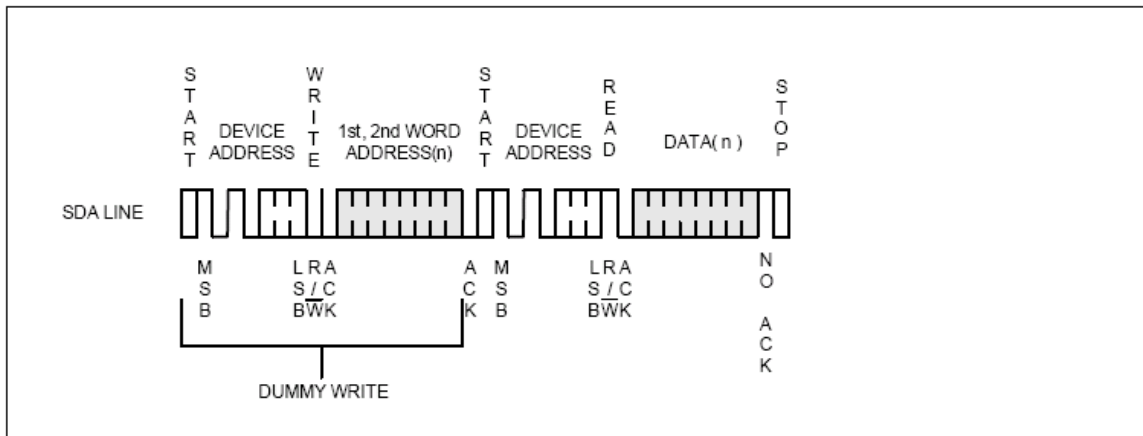 START
WRITE
START
READ
STOP
DEVICE
ADDRESS
1st, 2nd WORD
ADDRESS(n)
DEVICE
ADDRESS
DATA( n )
SDA LINE
MSB
LSB
R/W
ACK
ACK
MSB
LSB
R/W
ACK
NO ACK
DUMMY WRITE